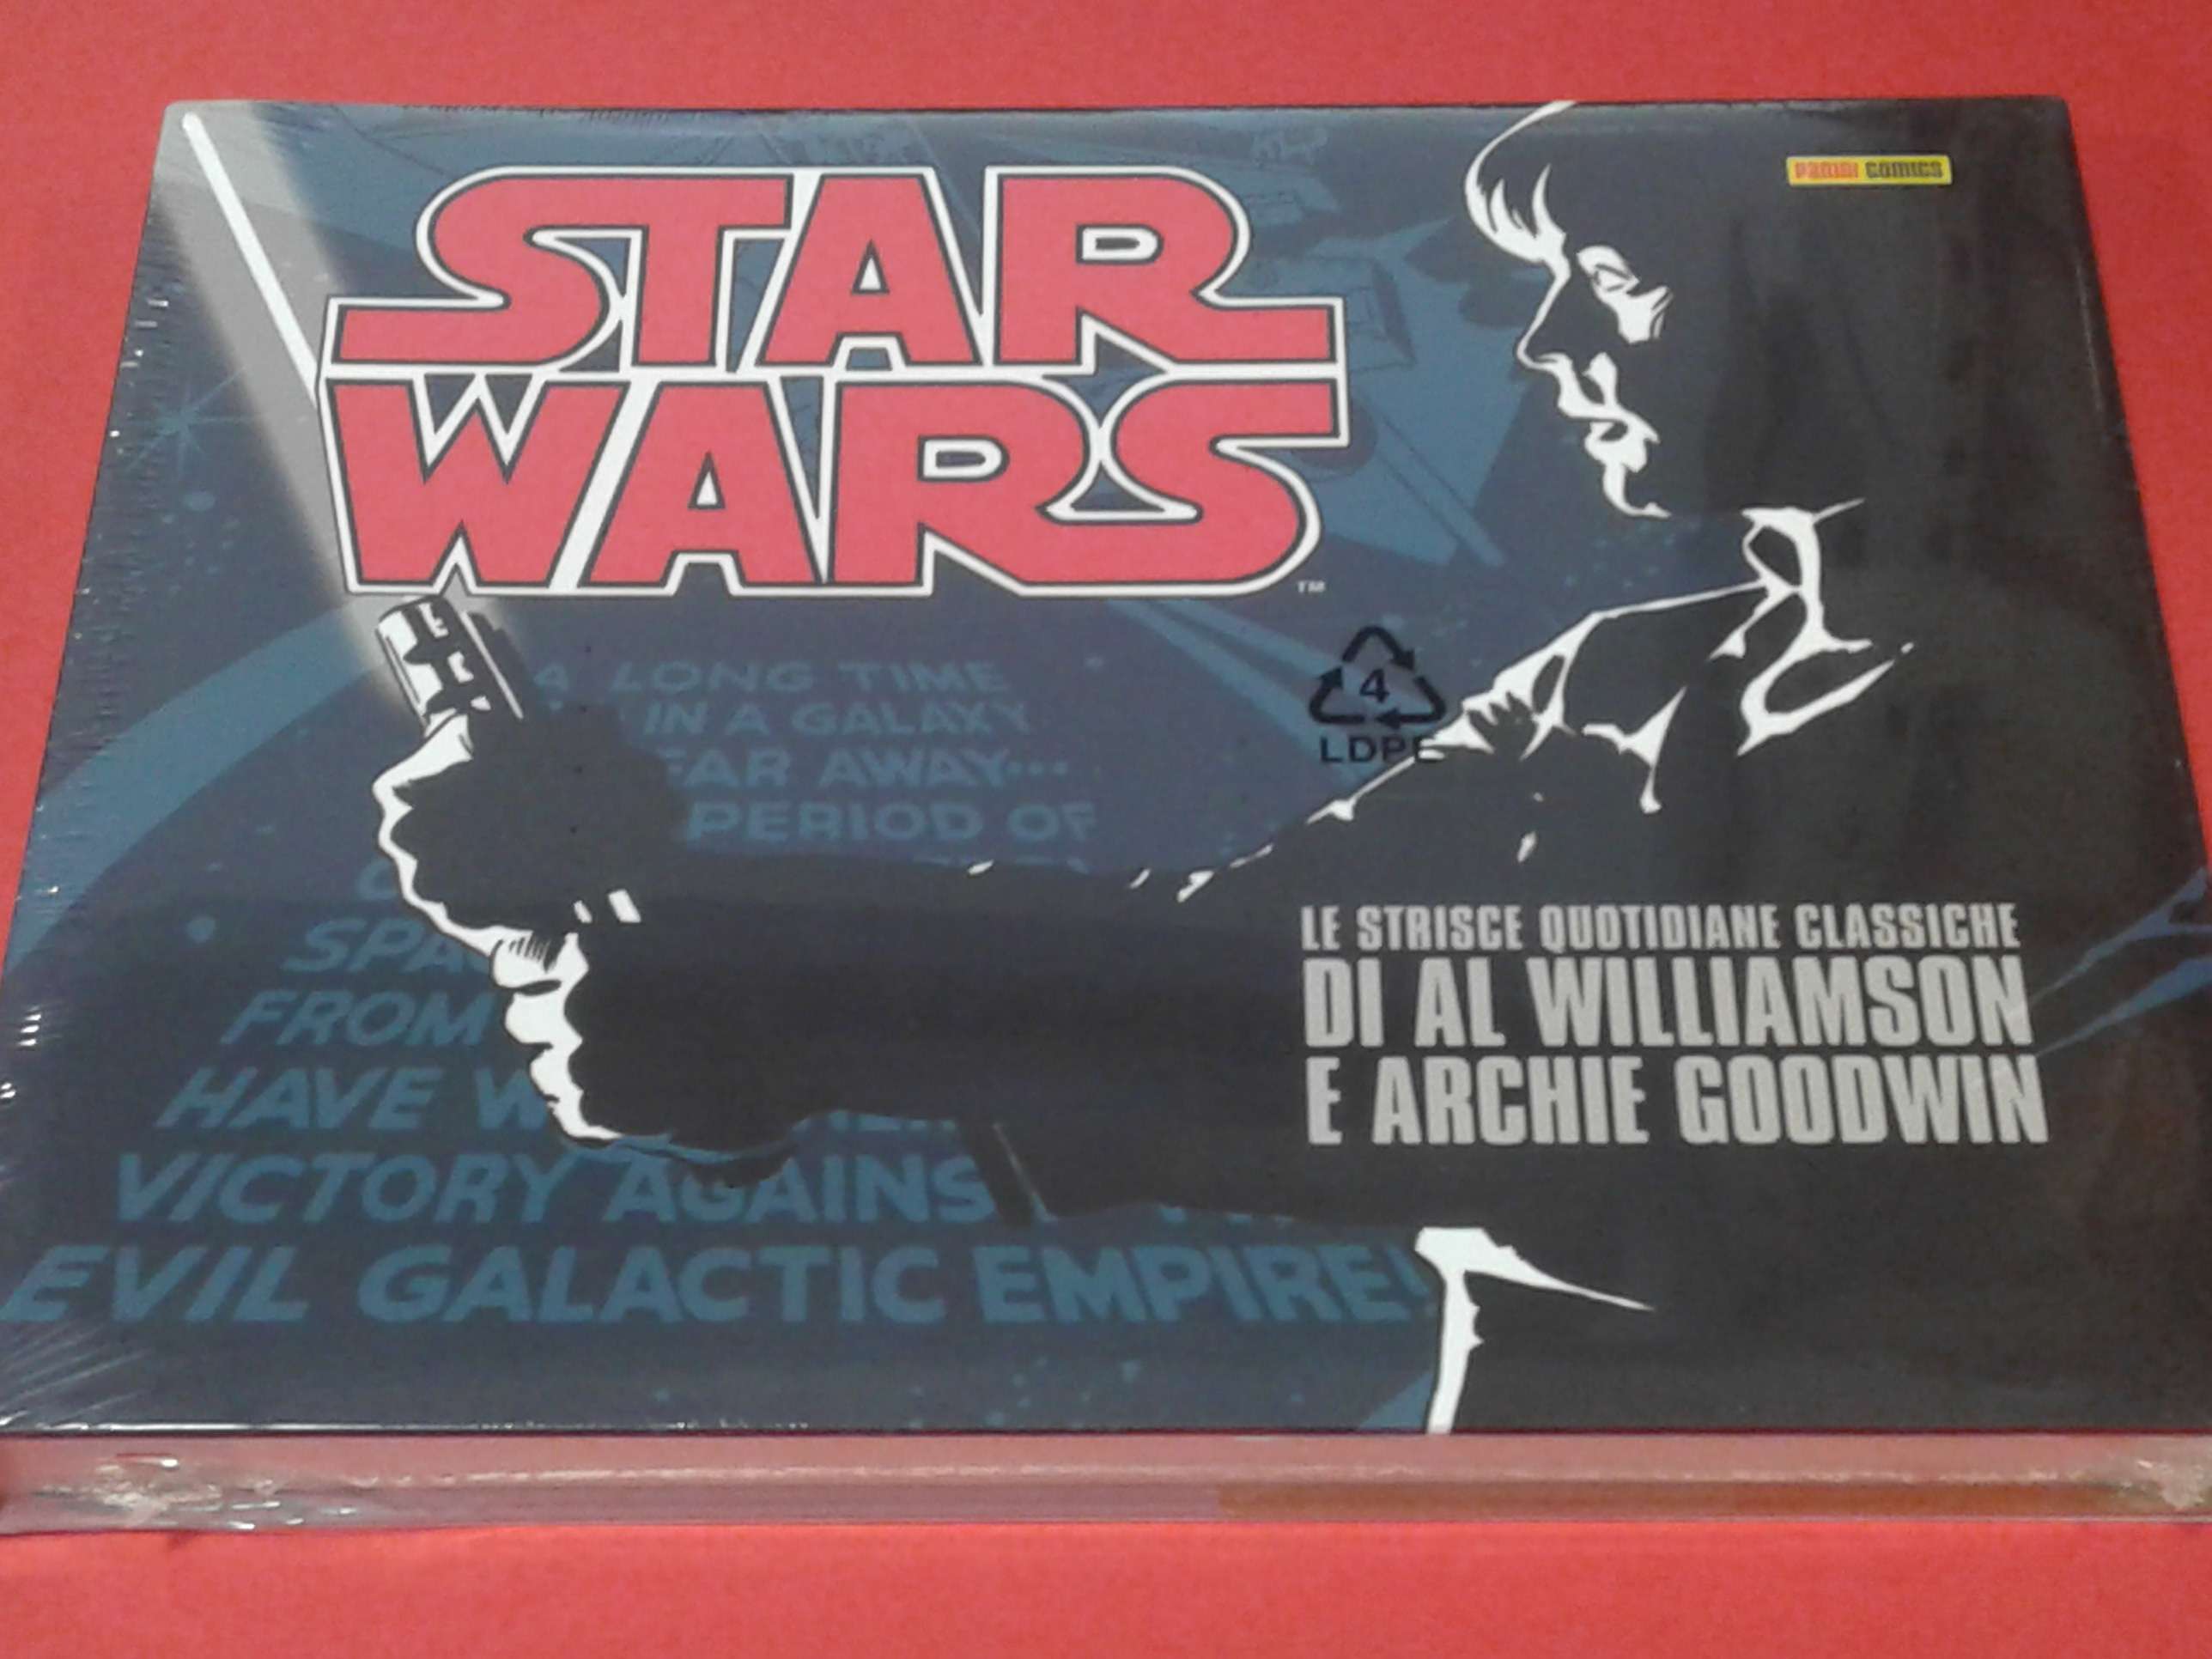 PANINI COMICS
STAR
WARS
TM
A LONG TIME
IN A GALAXY
FAR AWAY...
PERIOD OF
FROM
HAVE
VICTORY AGAINS
EVIL GALACTIC EMPIRE!
4
LDPE
LE STRISCE QUOTIDIANE CLASSICHE
DI AL WILLIAMSON
E ARCHIE GOODWIN